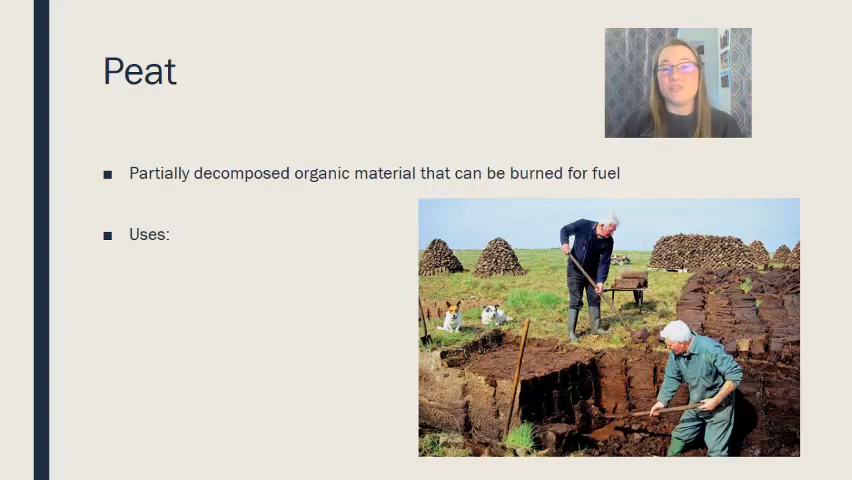 Peat
Partially decomposed organic material that can be burned for fuel
Uses: